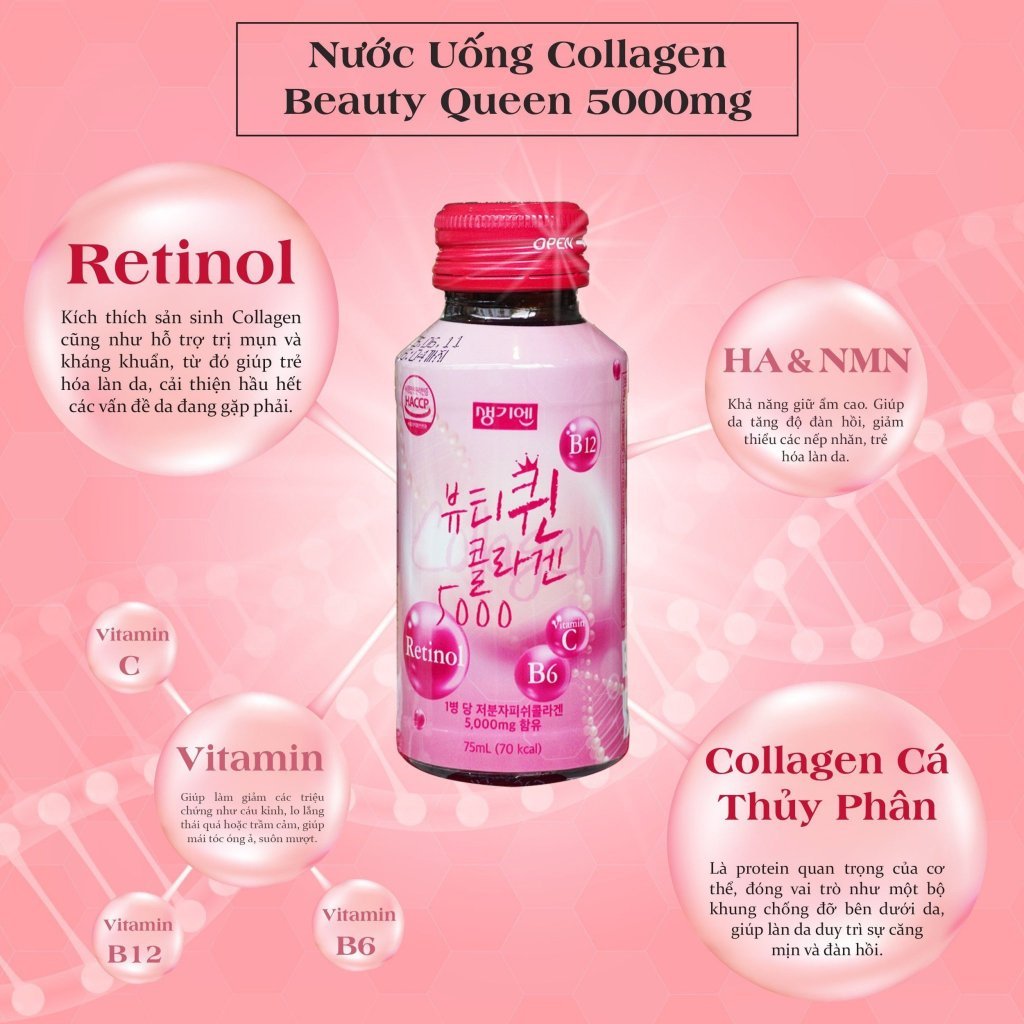 Nước Uống Collagen
Beauty Queen 5000mg
Retinol
Kích thích sản sinh Collagen
cũng như hỗ trợ trị mụn và
kháng khuẩn, từ đó giúp trẻ
hóa làn da, cải thiện hầu hết
các vấn đề da đang gặp phải.
HA & NMN
Khả năng giữ ẩm cao. Giúp
da tăng độ đàn hồi, giảm
thiểu các nếp nhăn, trẻ
hóa làn da.
OPEN
HACCP
생기엔
B12
뷰티퀸
콜라겐
Collagen
5000
Retinol
Vitamin
C
B6
1병 당 저분자피쉬콜라겐
5,000mg 함유
75mL (70 kcal)
Vitamin
C
Vitamin
Giúp làm giảm các triệu
chứng như cáu kỉnh, lo lắng
thái quá hoặc trầm cảm, giúp
mái tóc óng ả, suôn mượt.
Vitamin
B12
Vitamin
B6
Collagen Cá
Thủy Phân
Là protein quan trọng của cơ
thể, đóng vai trò như một bộ
khung chống đỡ bên dưới da,
giúp làn da duy trì sự căng
mịn và đàn hồi.